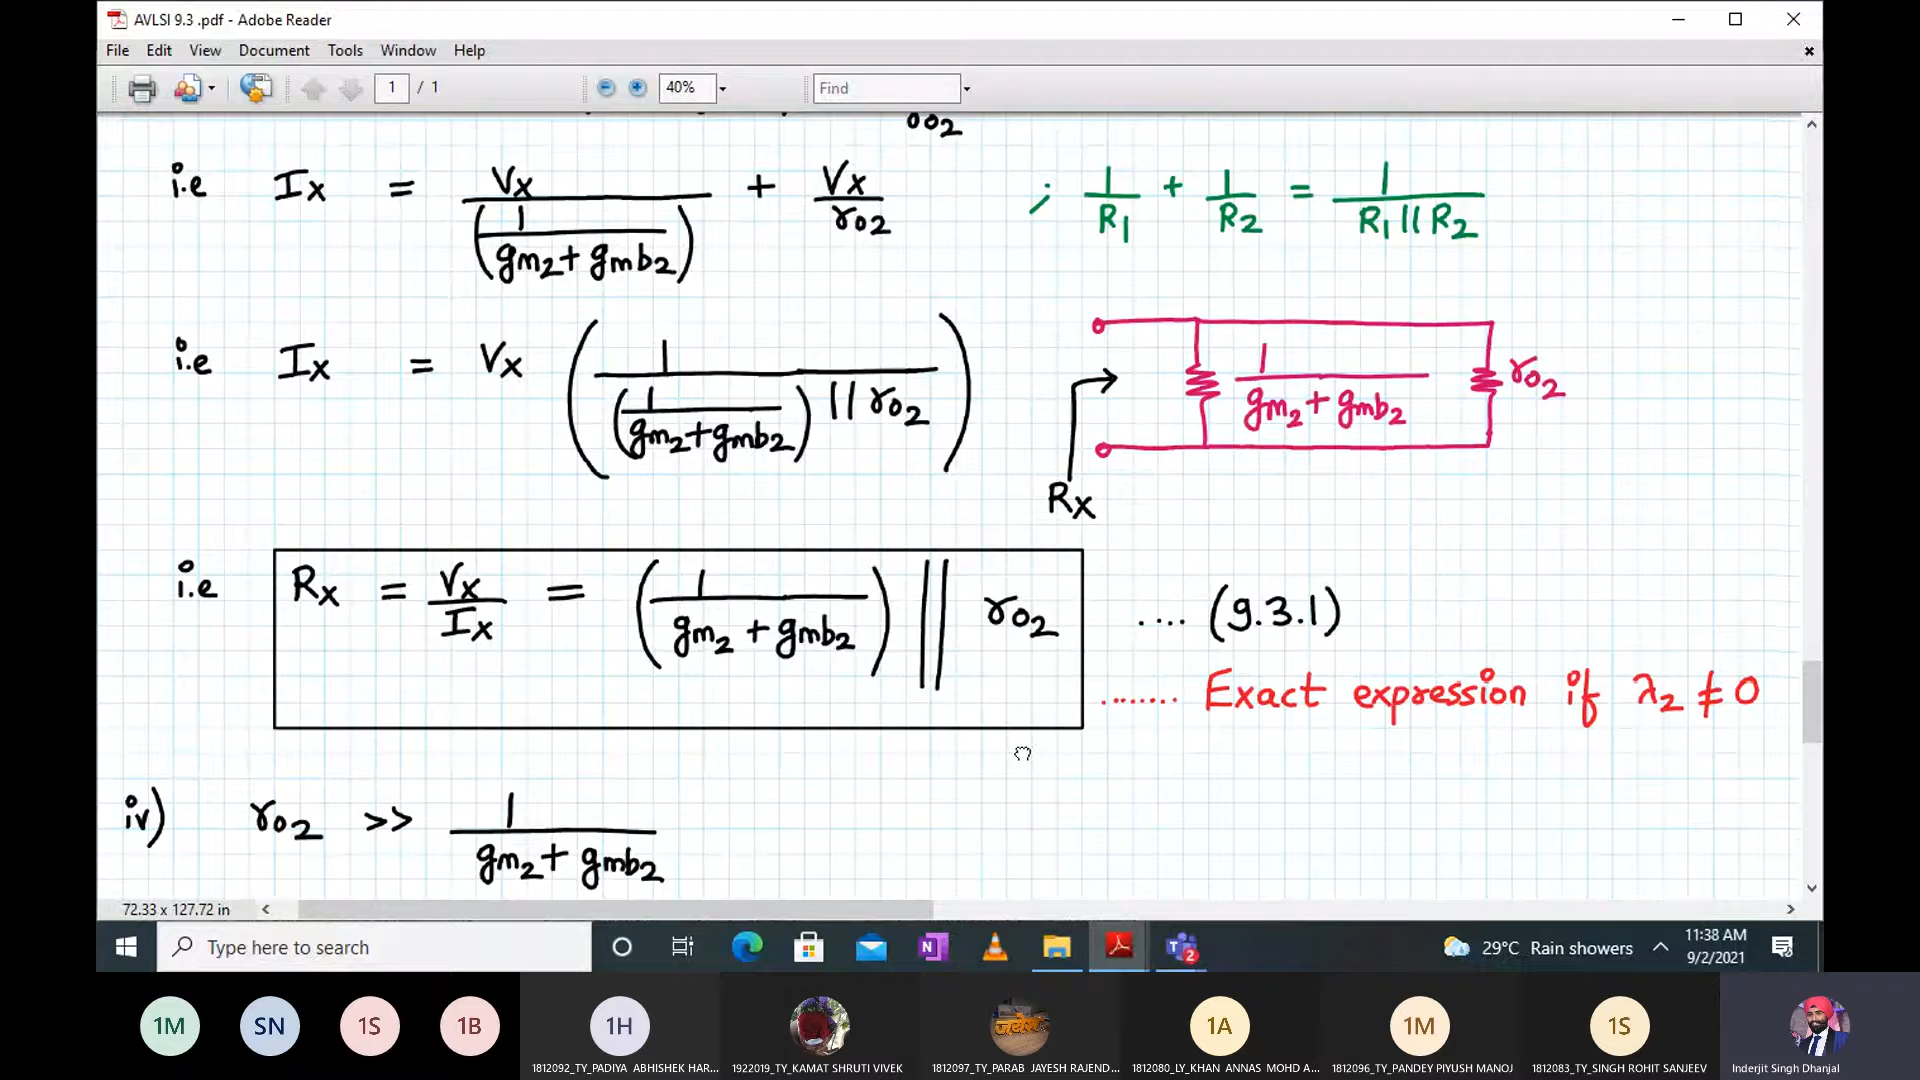 AVLSI 9.3 .pdf - Adobe Reader
File Edit View Document Tools Window Help
1 / 1 40% Find
i.e Ix = Vx / (1 / (gm2 + gmb2)) + Vx / ro2 ; 1/R1 + 1/R2 = 1 / (R1 || R2)
i.e Ix = Vx (1 / ((1 / (gm2 + gmb2)) || ro2))
1 / (gm2 + gmb2) ro2
Rx
i.e Rx = Vx / Ix = (1 / (gm2 + gmb2)) || ro2 .... (9.3.1)
....... Exact expression if λ2 ≠ 0
iv) ro2 >> 1 / (gm2 + gmb2)
72.33 x 127.72 in
Type here to search
N
2
29°C Rain showers
11:38 AM
9/2/2021
1M SN 1S 1B 1H 1A 1M 1S
1812092_TY_PADIYA ABHISHEK HAR... 1922019_TY_KAMAT SHRUTI VIVEK 1812097_TY_PARAB JAYESH RAJEND... 1812080_LY_KHAN ANNAS MOHD A... 1812096_TY_PANDEY PIYUSH MANOJ 1812083_TY_SINGH ROHIT SANJEEV Inderjit Singh Dhanjal